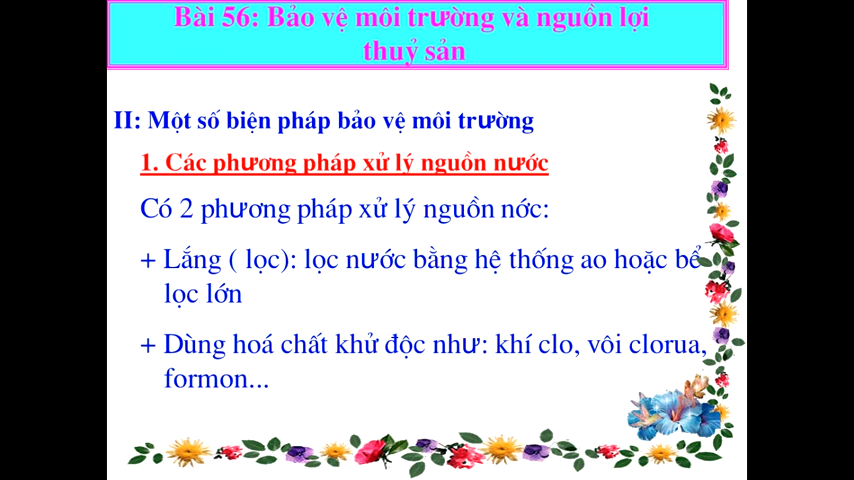 Bài 56: Bảo vệ môi trường và nguồn lợi
thuỷ sản
II: Một số biện pháp bảo vệ môi trường
1. Các phương pháp xử lý nguồn nước
Có 2 phương pháp xử lý nguồn nớc:
+ Lắng ( lọc): lọc nước bằng hệ thống ao hoặc bể
lọc lớn
+ Dùng hoá chất khử độc như: khí clo, vôi clorua,
formon...